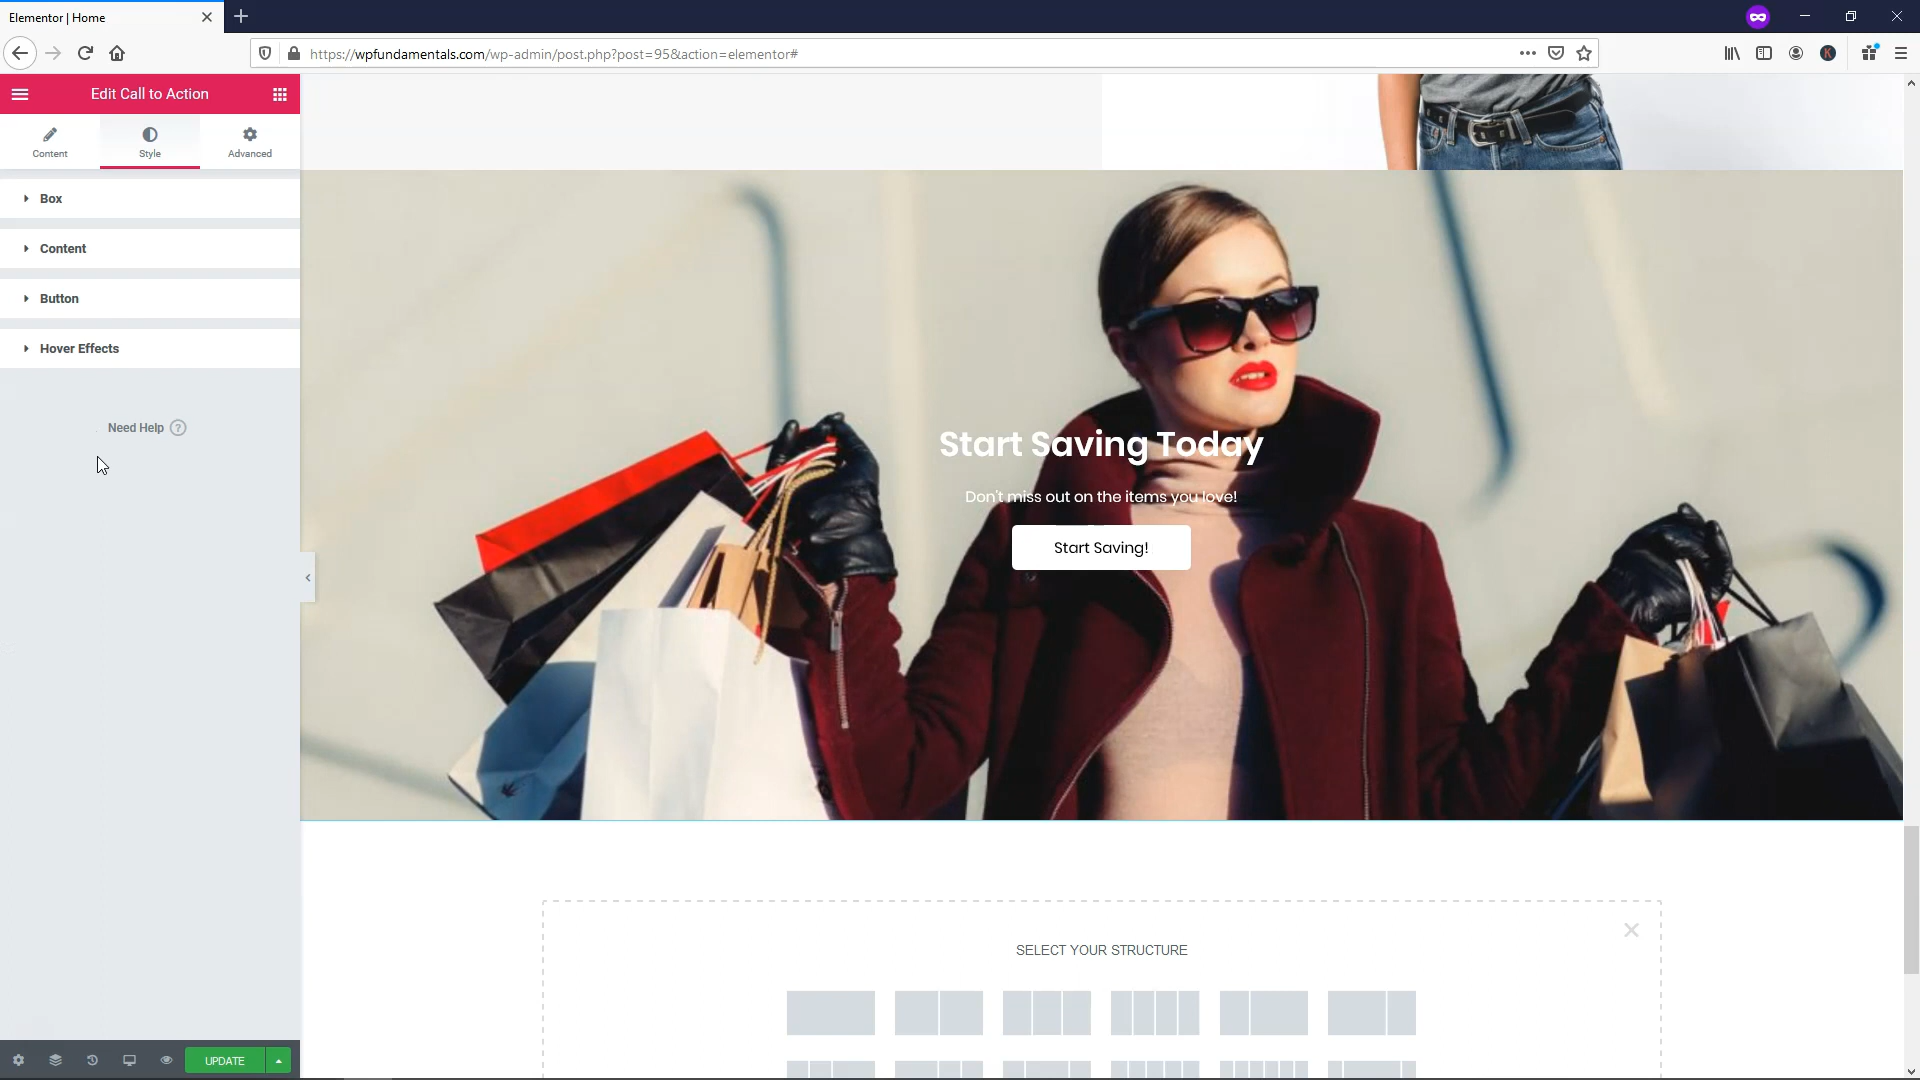 Elementor | Home
https://wpfundamentals.com/wp-admin/post.php?post=95&action=elementor#
K
Edit Call to Action
Content
Style
Advanced
Box
Content
Button
Hover Effects
Need Help ?
Start Saving Today
Don't miss out on the items you love!
Start Saving!
SELECT YOUR STRUCTURE
UPDATE